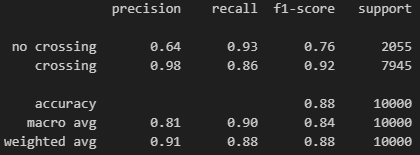 precision recall f1-score support
no crossing 0.64 0.93 0.76 2055
crossing 0.98 0.86 0.92 7945
accuracy 0.88 10000
macro avg 0.81 0.90 0.84 10000
weighted avg 0.91 0.88 0.88 10000